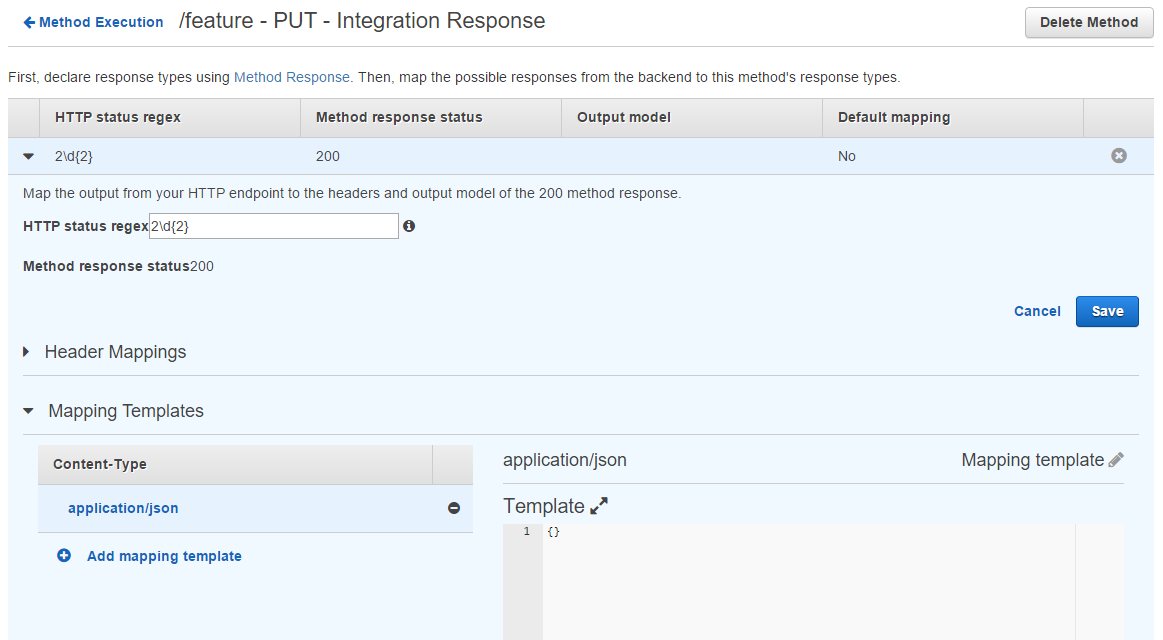 Method Execution /feature - PUT - Integration Response Delete Method
First, declare response types using Method Response. Then, map the possible responses from the backend to this method's response types.
HTTP status regex Method response status Output model Default mapping
2\d{2} 200 No
Map the output from your HTTP endpoint to the headers and output model of the 200 method response.
HTTP status regex 2\d{2}
Method response status200
Cancel Save
Header Mappings
Mapping Templates
Content-Type
application/json
Add mapping template
application/json Mapping template
Template
1 {}